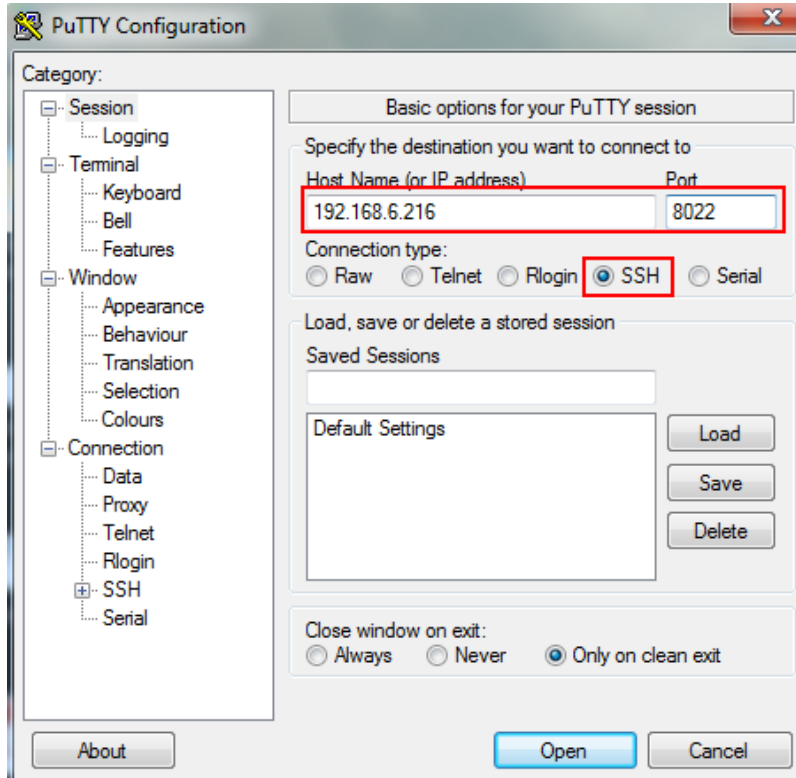 PuTTY Configuration
X
Category:
Session
Logging
Terminal
Keyboard
Bell
Features
Window
Appearance
Behaviour
Translation
Selection
Colours
Connection
Data
Proxy
Telnet
Rlogin
SSH
Serial
Basic options for your PuTTY session
Specify the destination you want to connect to
Host Name (or IP address) Port
192.168.6.216 8022
Connection type:
Raw Telnet Rlogin SSH Serial
Load, save or delete a stored session
Saved Sessions
Default Settings
Load
Save
Delete
Close window on exit:
Always Never Only on clean exit
About Open Cancel